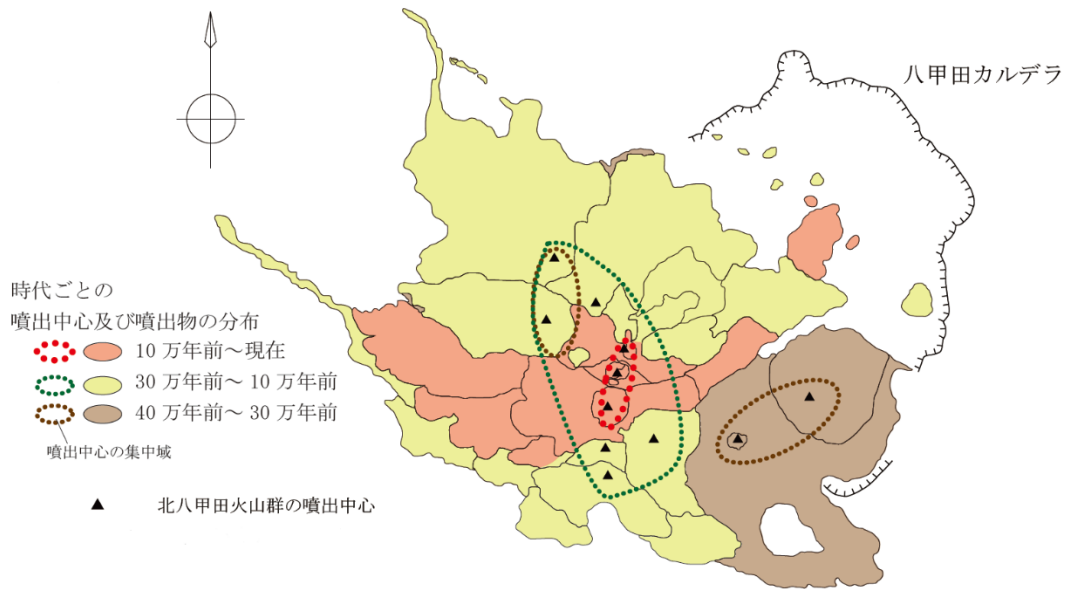 八甲田カルデラ
時代ごとの
噴出中心及び噴出物の分布
10 万年前～現在
30 万年前～10 万年前
40 万年前～30 万年前
噴出中心の集中域
北八甲田火山群の噴出中心